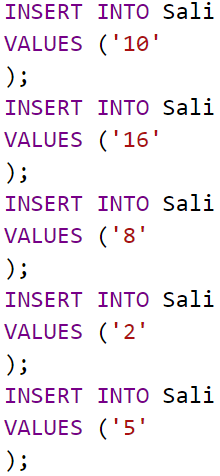 INSERT INTO Sali
VALUES ('10'
);
INSERT INTO Sali
VALUES ('16'
);
INSERT INTO Sali
VALUES ('8'
);
INSERT INTO Sali
VALUES ('2'
);
INSERT INTO Sali
VALUES ('5'
);